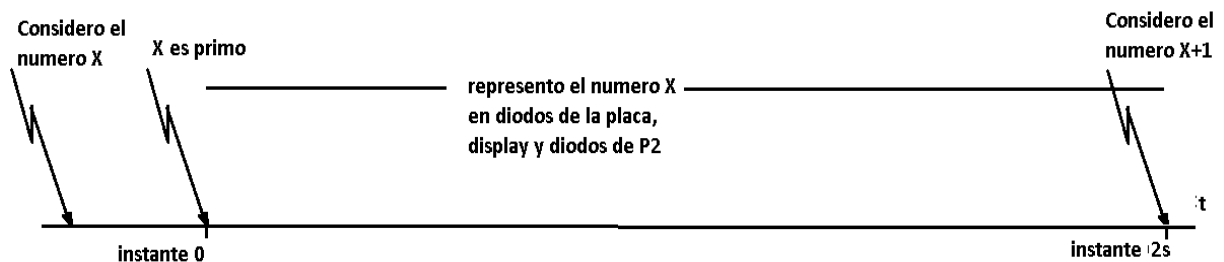 Considero el
numero X
X es primo
represento el numero X
en diodos de la placa,
display y diodos de P2
Considero el
numero X+1
t
instante 0
instante 2s